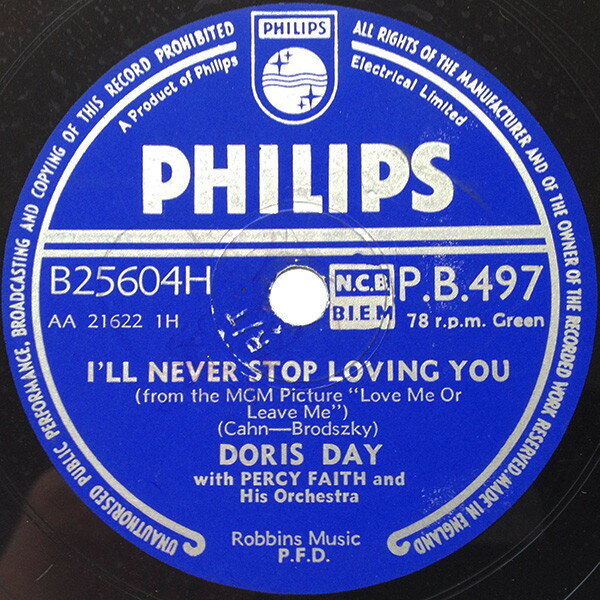 PHILIPS
UNAUTHORISED PUBLIC PERFORMANCE, BROADCASTING AND COPYING OF THIS RECORD PROHIBITED
ALL RIGHTS OF THE MANUFACTURER AND OF THE OWNER OF THE RECORDED WORK RESERVED. MADE IN ENGLAND
A Product of Philips
Electrical Limited
PHILIPS
B25604H
N.C.B.
P.B.497
AA 21622 1H
B.I.E.M
78 r.p.m. Green
I'LL NEVER STOP LOVING YOU
(from the MGM Picture “Love Me Or
Leave Me”)
(Cahn—Brodszky)
DORIS DAY
with PERCY FAITH and
His Orchestra
Robbins Music
P.F.D.